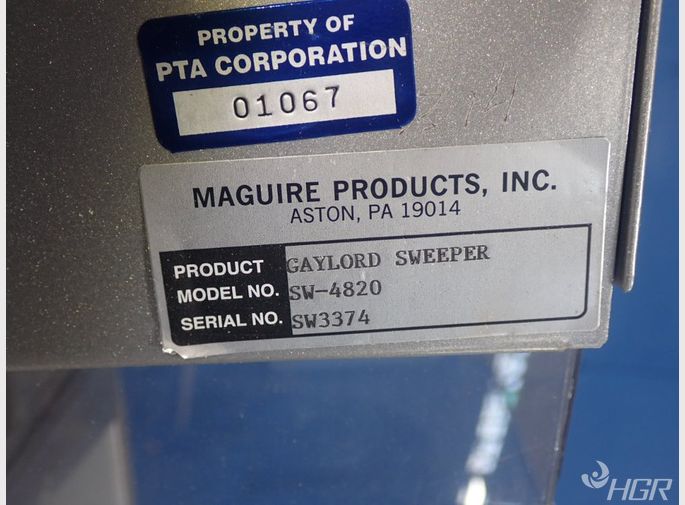 PROPERTY OF
PTA CORPORATION
01067
MAGUIRE PRODUCTS, INC.
ASTON, PA 19014
PRODUCT GAYLORD SWEEPER
MODEL NO. SW-4820
SERIAL NO. SW3374
HGR